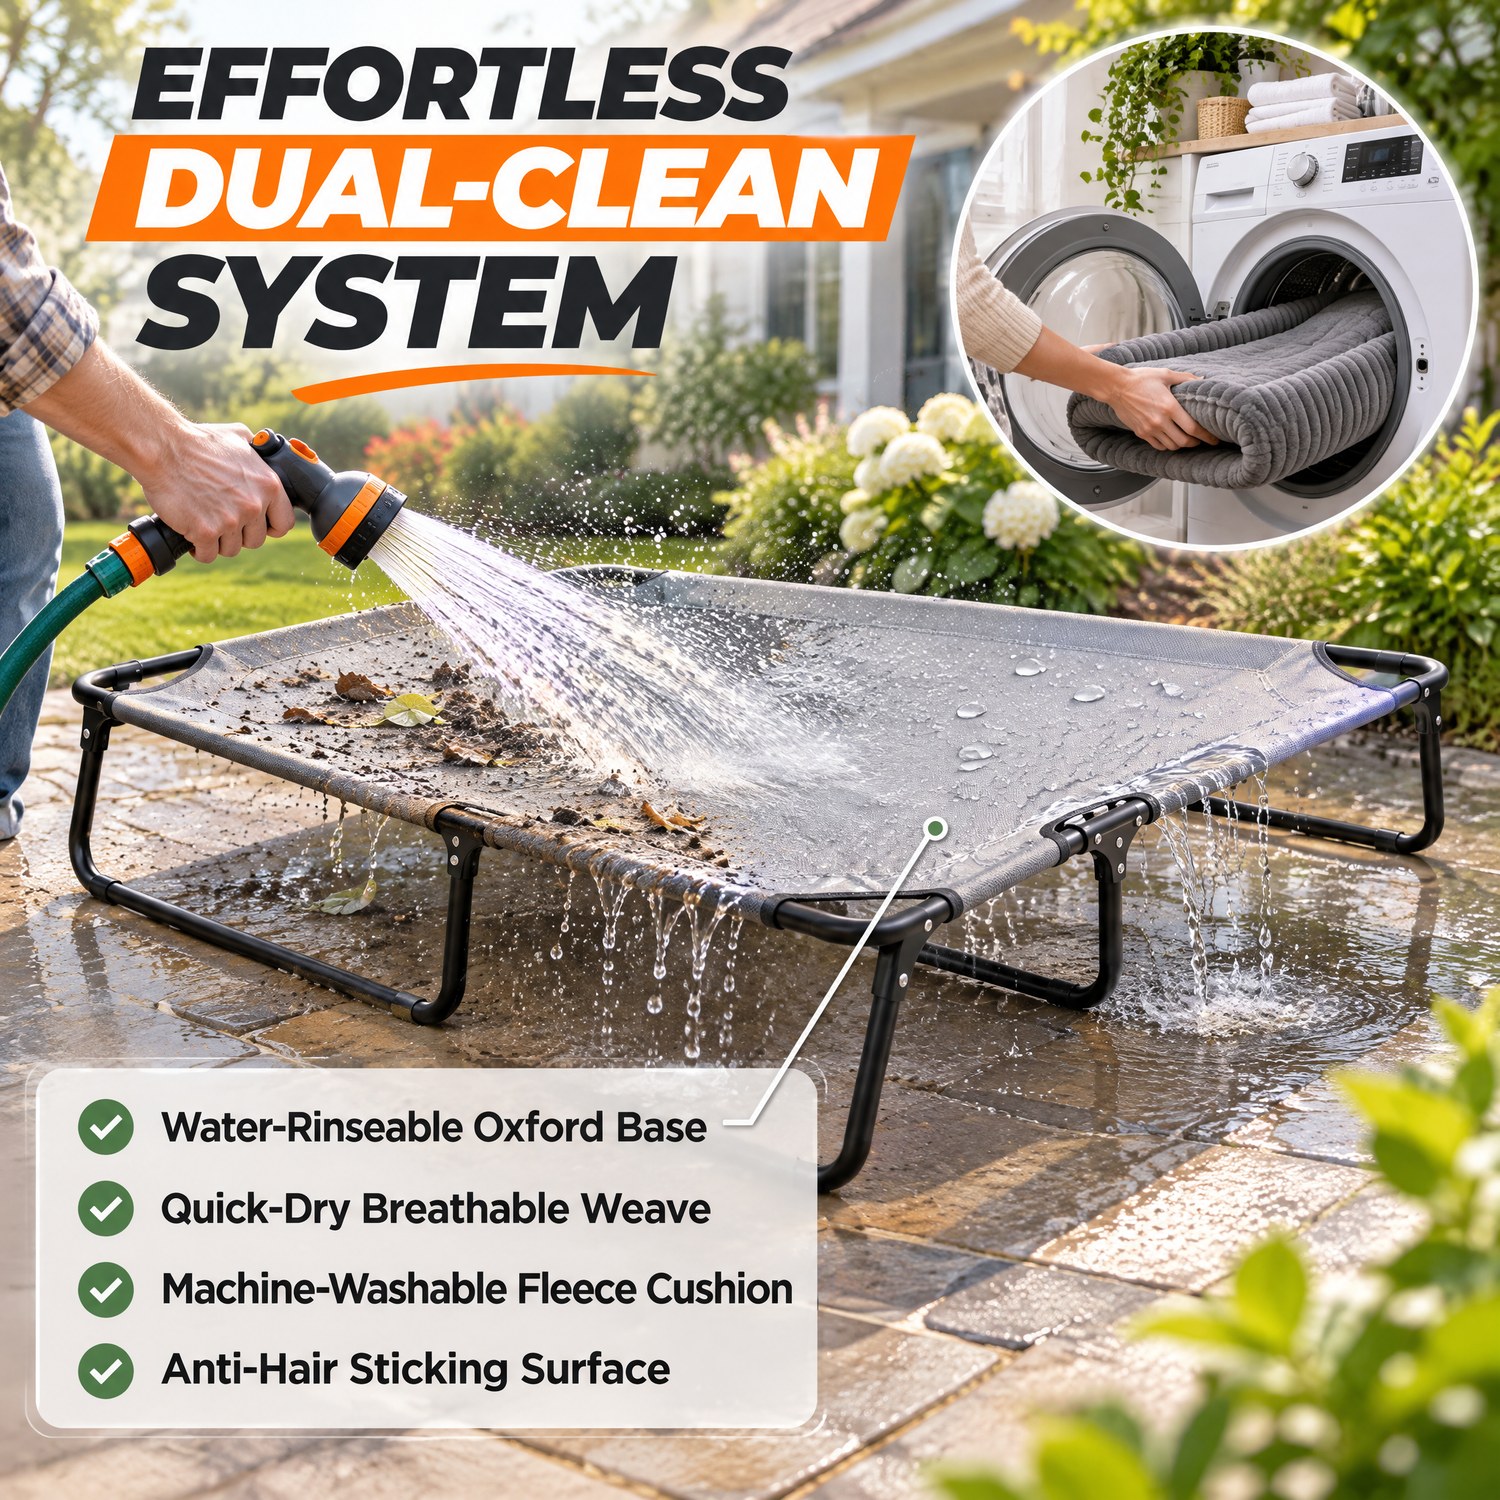 EFFORTLESS
DUAL-CLEAN
SYSTEM
Water-Rinseable Oxford Base
Quick-Dry Breathable Weave
Machine-Washable Fleece Cushion
Anti-Hair Sticking Surface